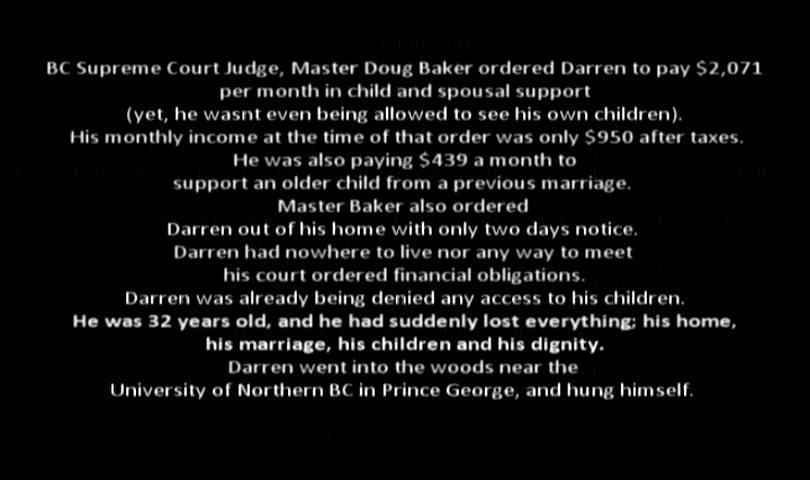 BC Supreme Court Judge, Master Doug Baker ordered Darren to pay $2,071
per month in child and spousal support
(yet, he wasnt even being allowed to see his own children).
His monthly income at the time of that order was only $950 after taxes.
He was also paying $439 a month to
support an older child from a previous marriage.
Master Baker also ordered
Darren out of his home with only two days notice.
Darren had nowhere to live nor any way to meet
his court ordered financial obligations.
Darren was already being denied any access to his children.
He was 32 years old, and he had suddenly lost everything; his home,
his marriage, his children and his dignity.
Darren went into the woods near the
University of Northern BC in Prince George, and hung himself.